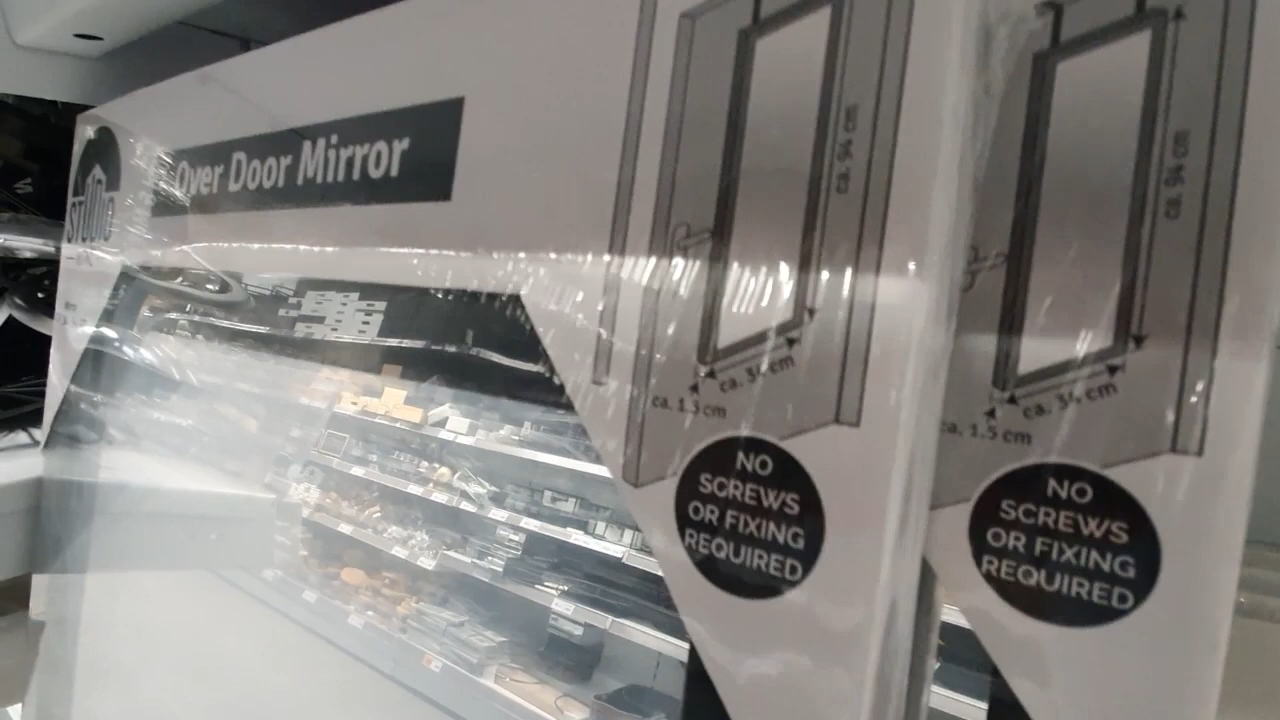 Over Door Mirror
STUDIO
ca. 94 cm
ca. 34 cm
ca. 1.5 cm
NO
SCREWS
OR FIXING
REQUIRED
ca. 94 cm
ca. 34 cm
ca. 1.5 cm
NO
SCREWS
OR FIXING
REQUIRED